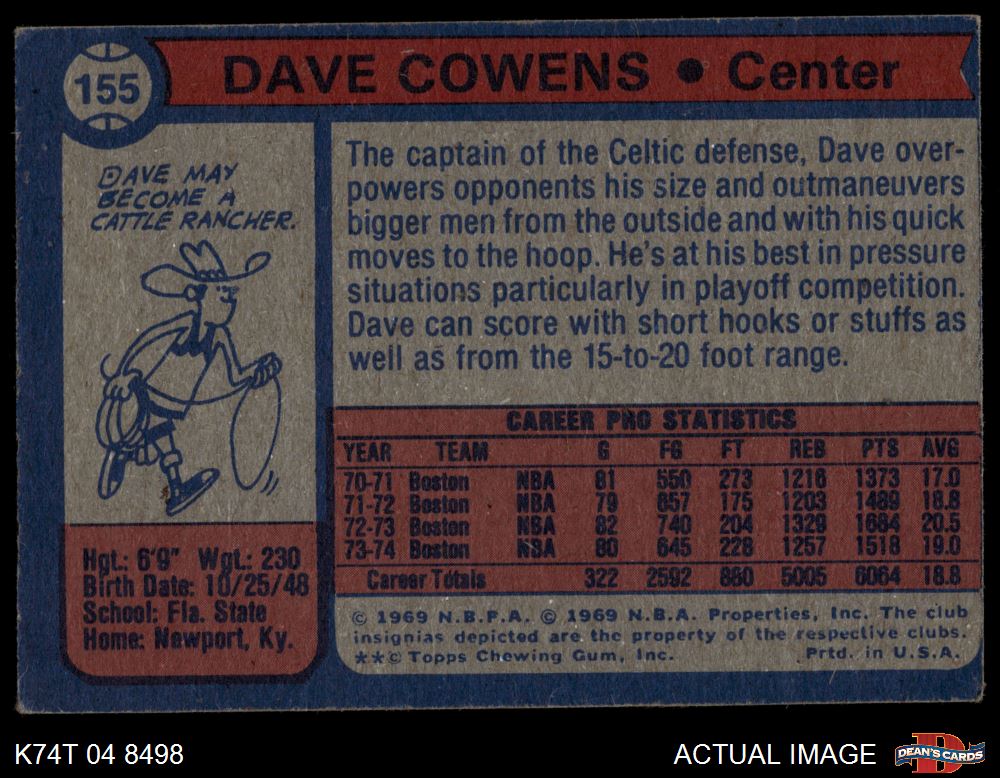 155
DAVE COWENS • Center
DAVE MAY
BECOME A
CATTLE RANCHER.
The captain of the Celtic defense, Dave over-
powers opponents his size and outmaneuvers
bigger men from the outside and with his quick
moves to the hoop. He's at his best in pressure
situations particularly in playoff competition.
Dave can score with short hooks or stuffs as
well as from the 15-to-20 foot range.
CAREER PRO STATISTICS
YEAR TEAM G FG FT REB PTS AVG
70-71 Boston NBA 81 550 273 1216 1373 17.0
71-72 Boston NBA 79 657 175 1203 1489 18.8
72-73 Boston NBA 82 740 204 1329 1684 20.5
73-74 Boston NBA 80 645 228 1257 1518 19.0
Career Totals 322 2592 880 5005 6064 18.8
Hgt.: 6'9" Wgt.: 230
Birth Date: 10/25/48
School: Fla. State
Home: Newport, Ky.
© 1969 N.B.P.A. © 1969 N.B.A. Properties, Inc. The club
insignias depicted are the property of the respective clubs.
**© Topps Chewing Gum, Inc. Prtd. in U.S.A.
K74T 04 8498
ACTUAL IMAGE
DEAN'S CARDS